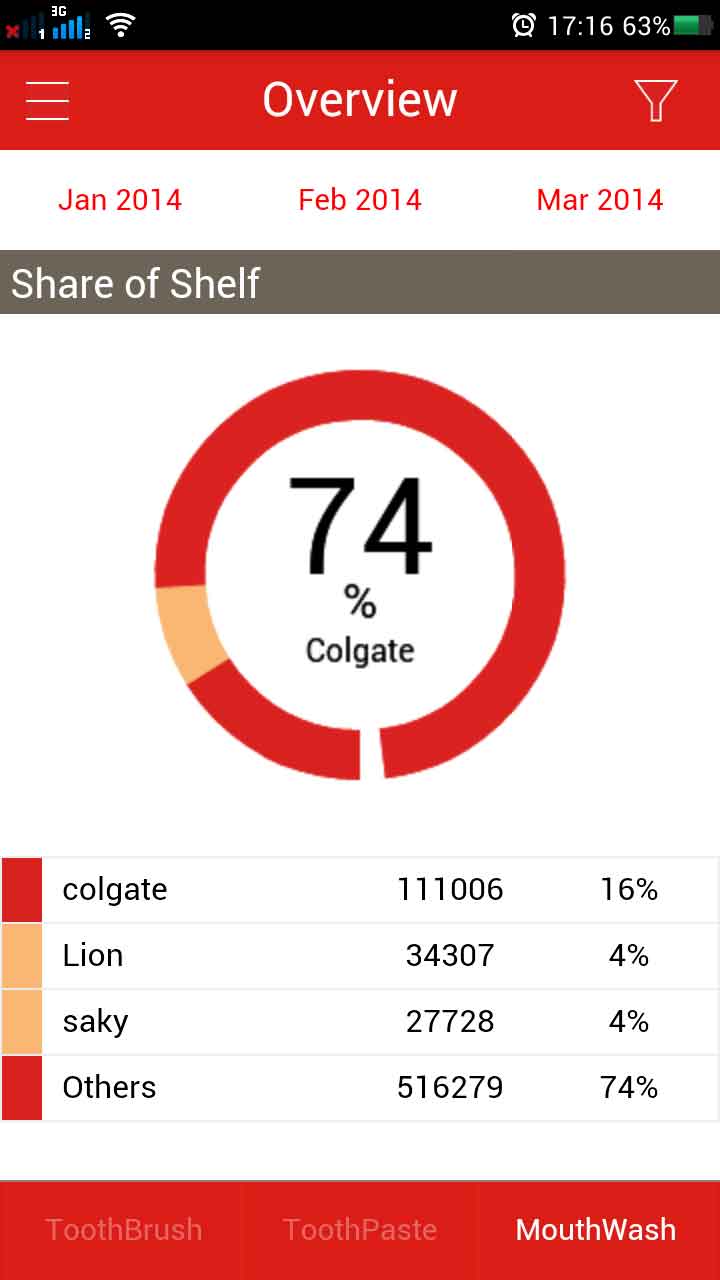 3G
1 2 17:16 63%
Overview
Jan 2014 Feb 2014 Mar 2014
Share of Shelf
74
%
Colgate
colgate 111006 16%
Lion 34307 4%
saky 27728 4%
Others 516279 74%
ToothBrush ToothPaste MouthWash